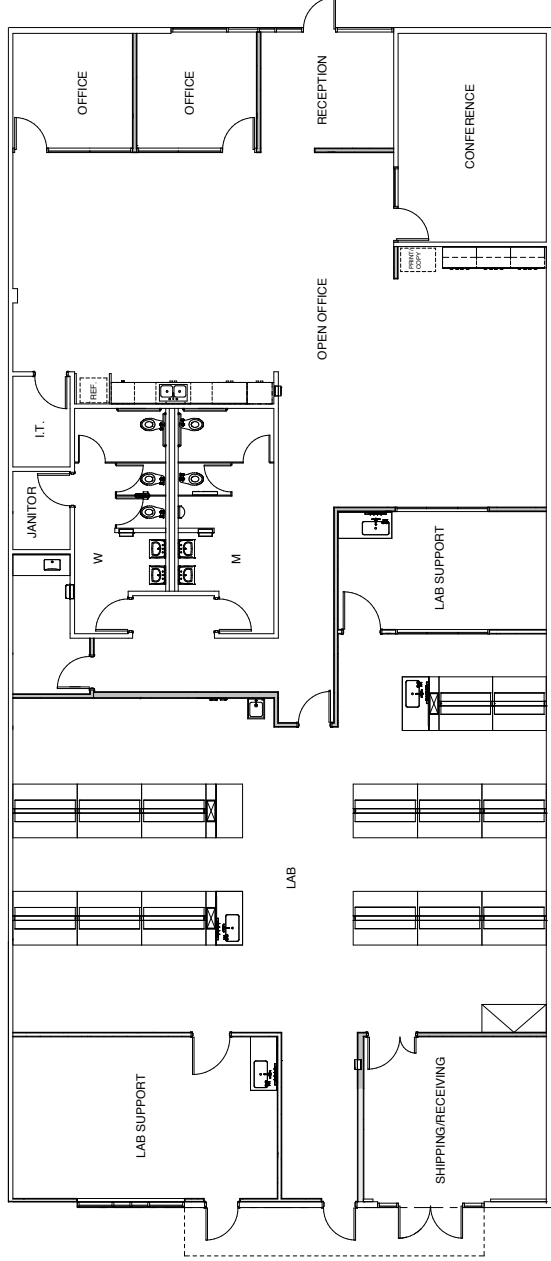 OFFICE
OFFICE
RECEPTION
CONFERENCE
PRINT/
COPY
OPEN OFFICE
REF.
I.T.
JANITOR
W
M
LAB SUPPORT
LAB
LAB SUPPORT
SHIPPING/RECEIVING